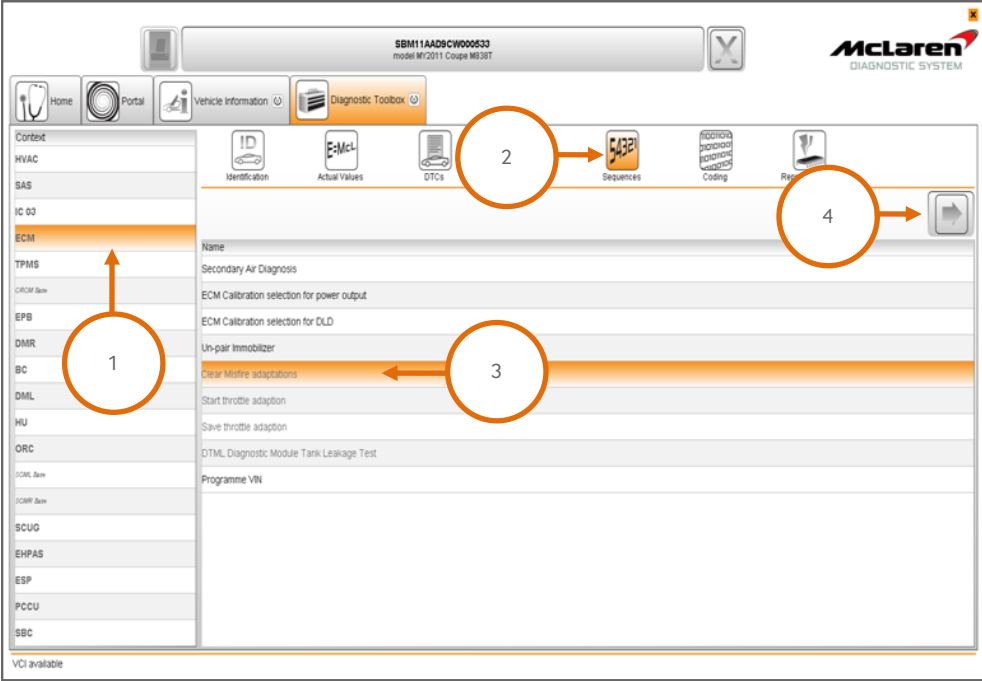 SBM11AAD9CW000533
model MY2011 Coupe M838T
McLaren
DIAGNOSTIC SYSTEM
Home
Portal
Vehicle Information
Diagnostic Toolbox
Context
HVAC
SAS
IC 03
ECM
TPMS
EPB
DMR
BC
DML
HU
ORC
SCUG
EHPAS
ESP
PCCU
SBC
ID
Identification
E=McL
Actual Values
DTCs
54321
Sequences
Coding
1
2
3
4
Name
Secondary Air Diagnosis
ECM Calibration selection for power output
ECM Calibration selection for DLD
Un-pair Immobilizer
Clear Misfire adaptations
Start throttle adaption
Save throttle adaption
DTML Diagnostic Module Tank Leakage Test
Programme VIN
VCI available